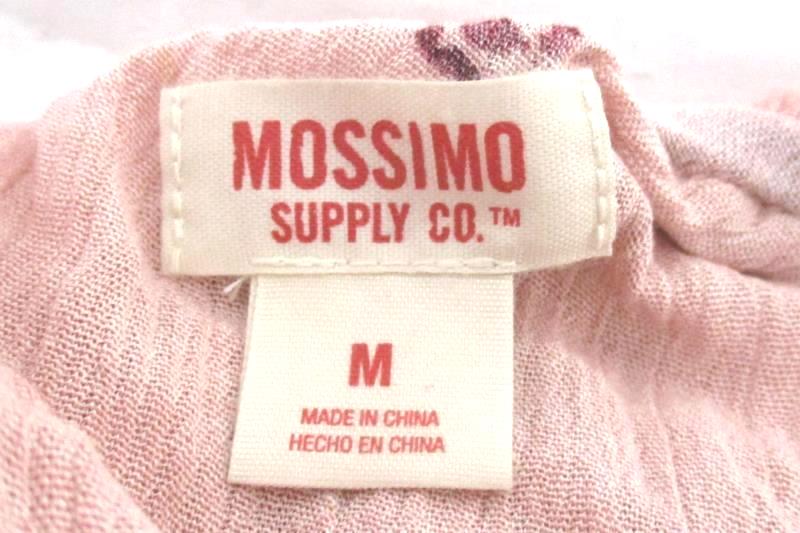 MOSSIMO
SUPPLY CO.™
M
MADE IN CHINA
HECHO EN CHINA